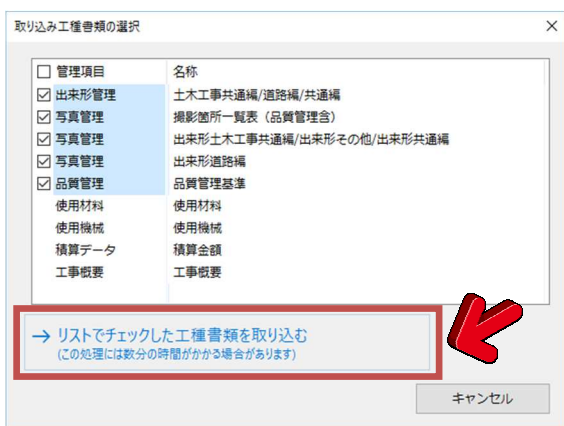 取り込み工種書類の選択
管理項目 名称
出来形管理 土木工事共通編/道路編/共通編
写真管理 撮影箇所一覧表（品質管理含）
写真管理 出来形土木工事共通編/出来形その他/出来形共通編
写真管理 出来形道路編
品質管理 品質管理基準
使用材料 使用材料
使用機械 使用機械
積算データ 積算金額
工事概要 工事概要
→ リストでチェックした工種書類を取り込む
(この処理には数分の時間がかかる場合があります)
キャンセル